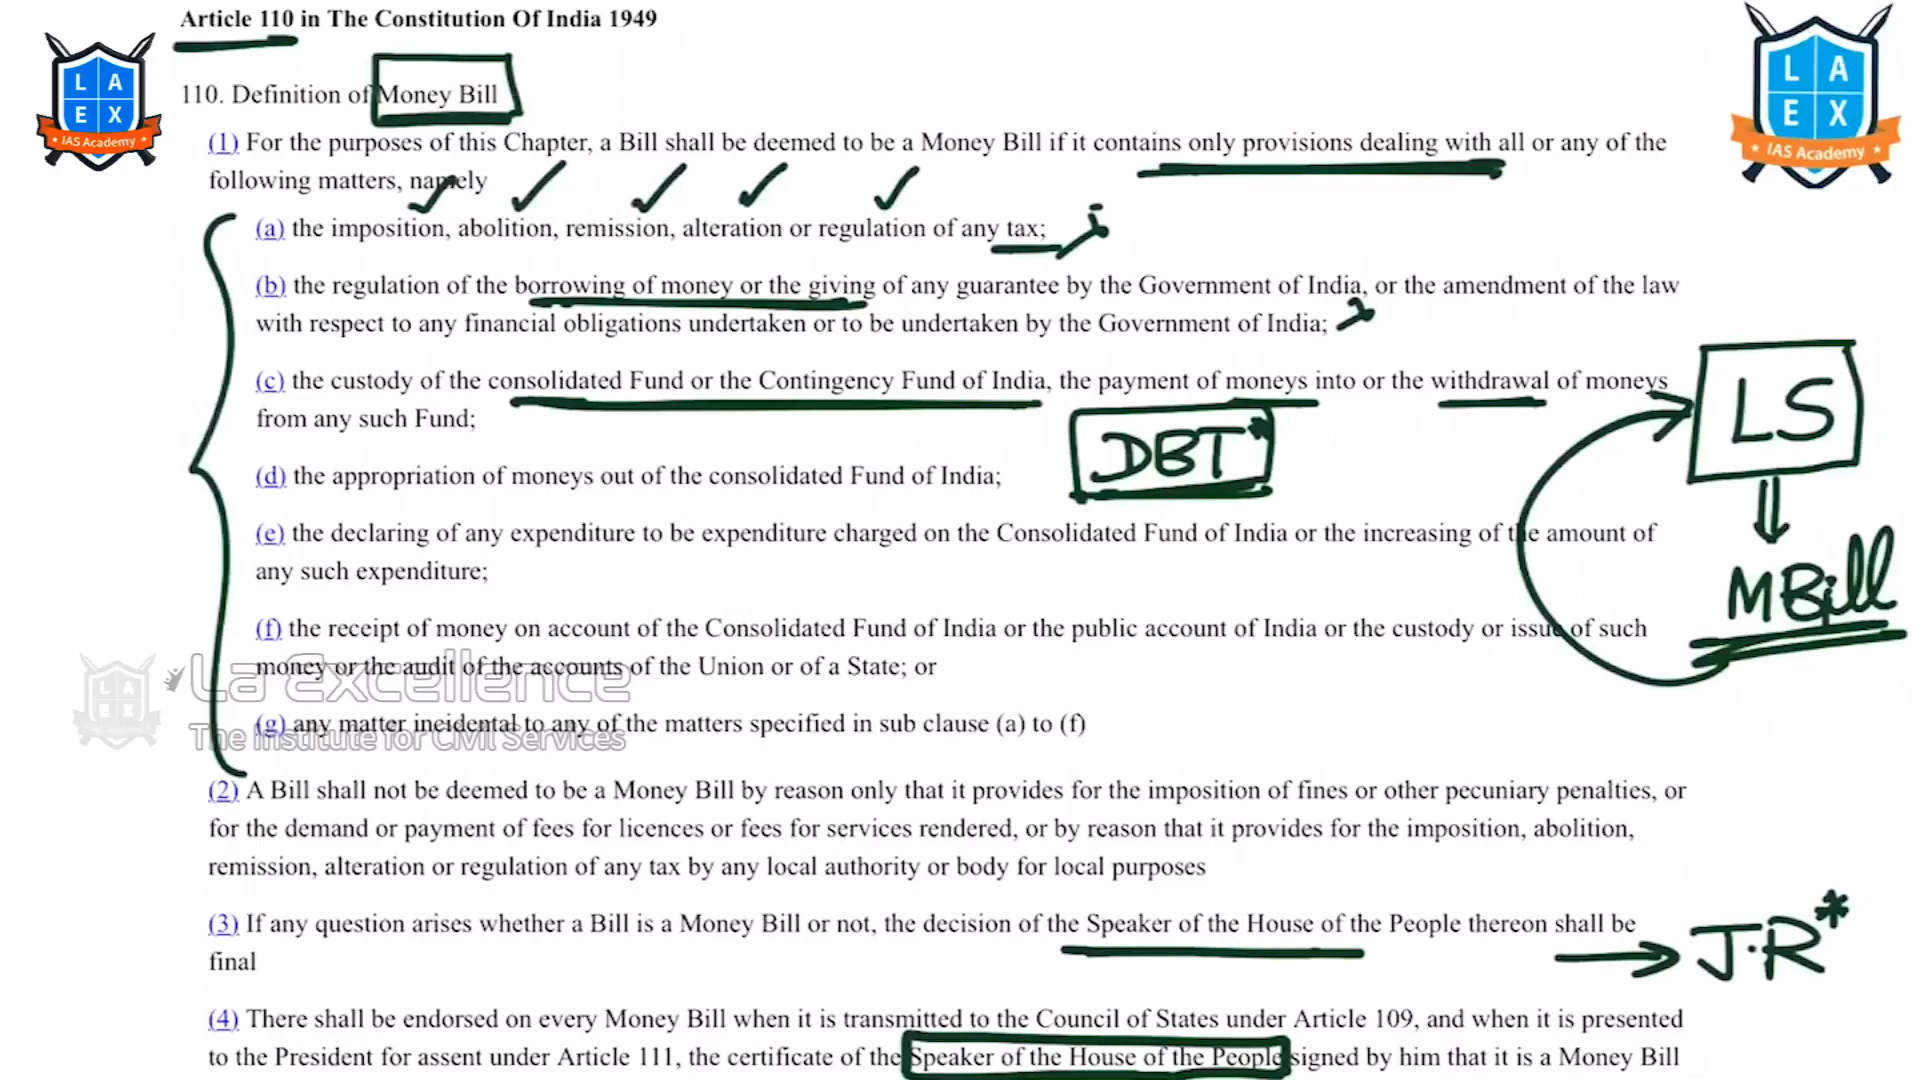 Article 110 in The Constitution Of India 1949
LA
EX
IAS Academy
LA
EX
IAS Academy
110. Definition of Money Bill
(1) For the purposes of this Chapter, a Bill shall be deemed to be a Money Bill if it contains only provisions dealing with all or any of the
following matters, namely
(a) the imposition, abolition, remission, alteration or regulation of any tax;
(b) the regulation of the borrowing of money or the giving of any guarantee by the Government of India, or the amendment of the law
with respect to any financial obligations undertaken or to be undertaken by the Government of India;
(c) the custody of the consolidated Fund or the Contingency Fund of India, the payment of moneys into or the withdrawal of moneys
from any such Fund;
LS
DBT*
(d) the appropriation of moneys out of the consolidated Fund of India;
(e) the declaring of any expenditure to be expenditure charged on the Consolidated Fund of India or the increasing of the amount of
any such expenditure;
MBill
(f) the receipt of money on account of the Consolidated Fund of India or the public account of India or the custody or issue of such
money or the audit of the accounts of the Union or of a State; or
LA
EX
La Excellence
(g) any matter incidental to any of the matters specified in sub clause (a) to (f)
The Institute for Civil Services
(2) A Bill shall not be deemed to be a Money Bill by reason only that it provides for the imposition of fines or other pecuniary penalties, or
for the demand or payment of fees for licences or fees for services rendered, or by reason that it provides for the imposition, abolition,
remission, alteration or regulation of any tax by any local authority or body for local purposes
(3) If any question arises whether a Bill is a Money Bill or not, the decision of the Speaker of the House of the People thereon shall be
final
J.R*
(4) There shall be endorsed on every Money Bill when it is transmitted to the Council of States under Article 109, and when it is presented
to the President for assent under Article 111, the certificate of the Speaker of the House of the People signed by him that it is a Money Bill